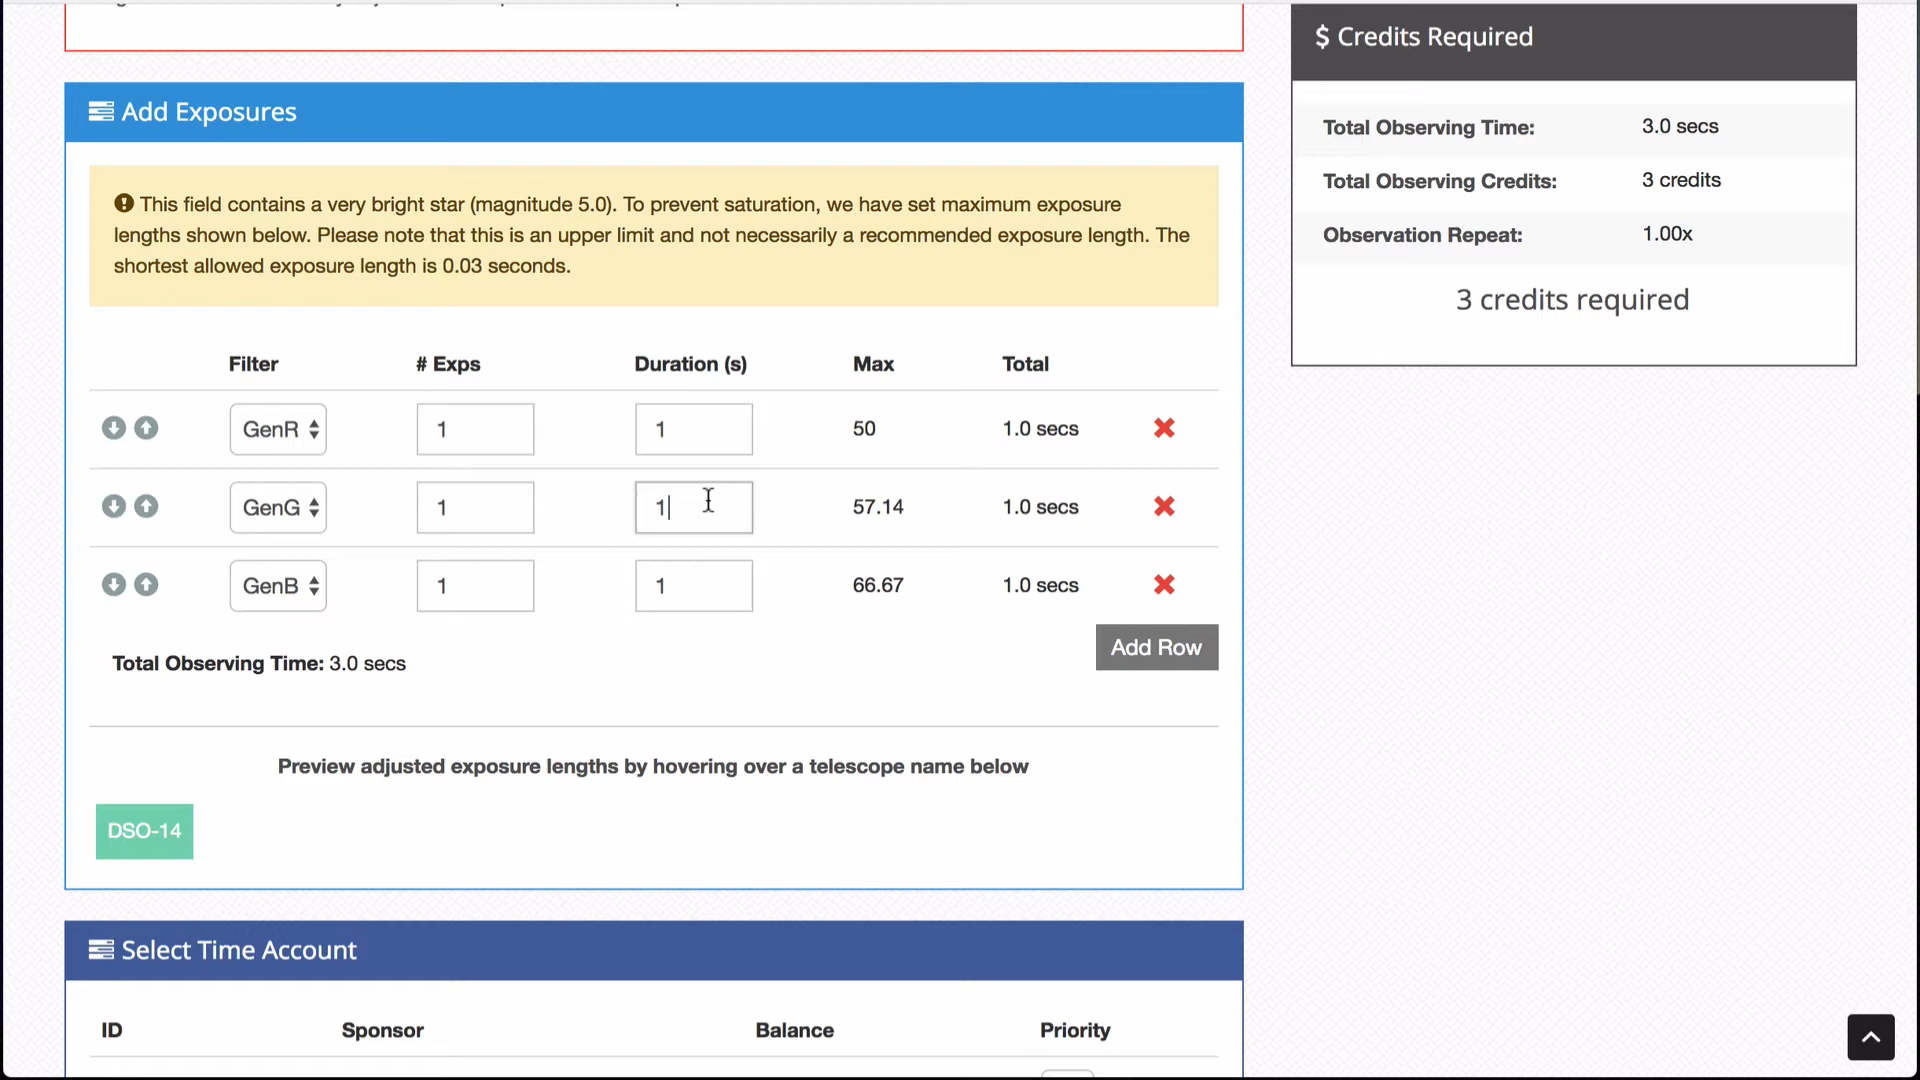 $ Credits Required
Add Exposures
Total Observing Time: 3.0 secs
Total Observing Credits: 3 credits
Observation Repeat: 1.00x
3 credits required
This field contains a very bright star (magnitude 5.0). To prevent saturation, we have set maximum exposure
lengths shown below. Please note that this is an upper limit and not necessarily a recommended exposure length. The
shortest allowed exposure length is 0.03 seconds.
Filter # Exps Duration (s) Max Total
GenR 1 1 50 1.0 secs
GenG 1 1 57.14 1.0 secs
GenB 1 1 66.67 1.0 secs
Add Row
Total Observing Time: 3.0 secs
Preview adjusted exposure lengths by hovering over a telescope name below
DSO-14
Select Time Account
ID Sponsor Balance Priority